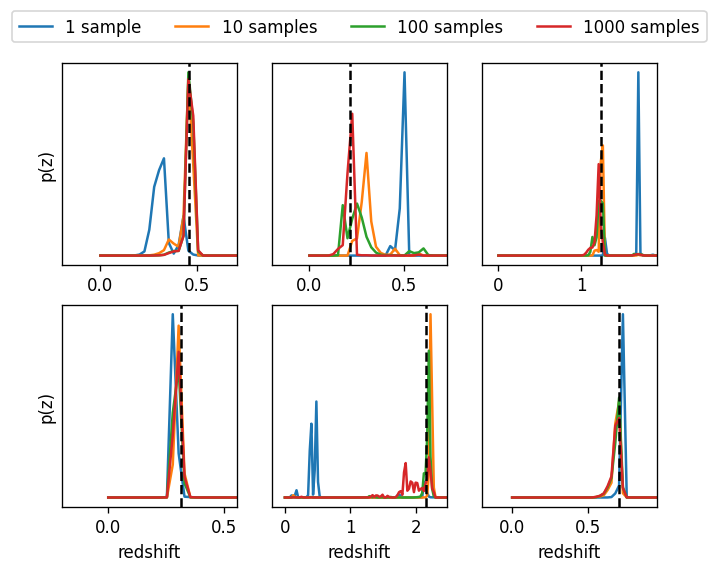 1 sample 10 samples 100 samples 1000 samples
p(z)
0.0 0.5 0.0 0.5 0 1
p(z)
0.0 0.5 0 1 2 0.0 0.5
redshift redshift redshift